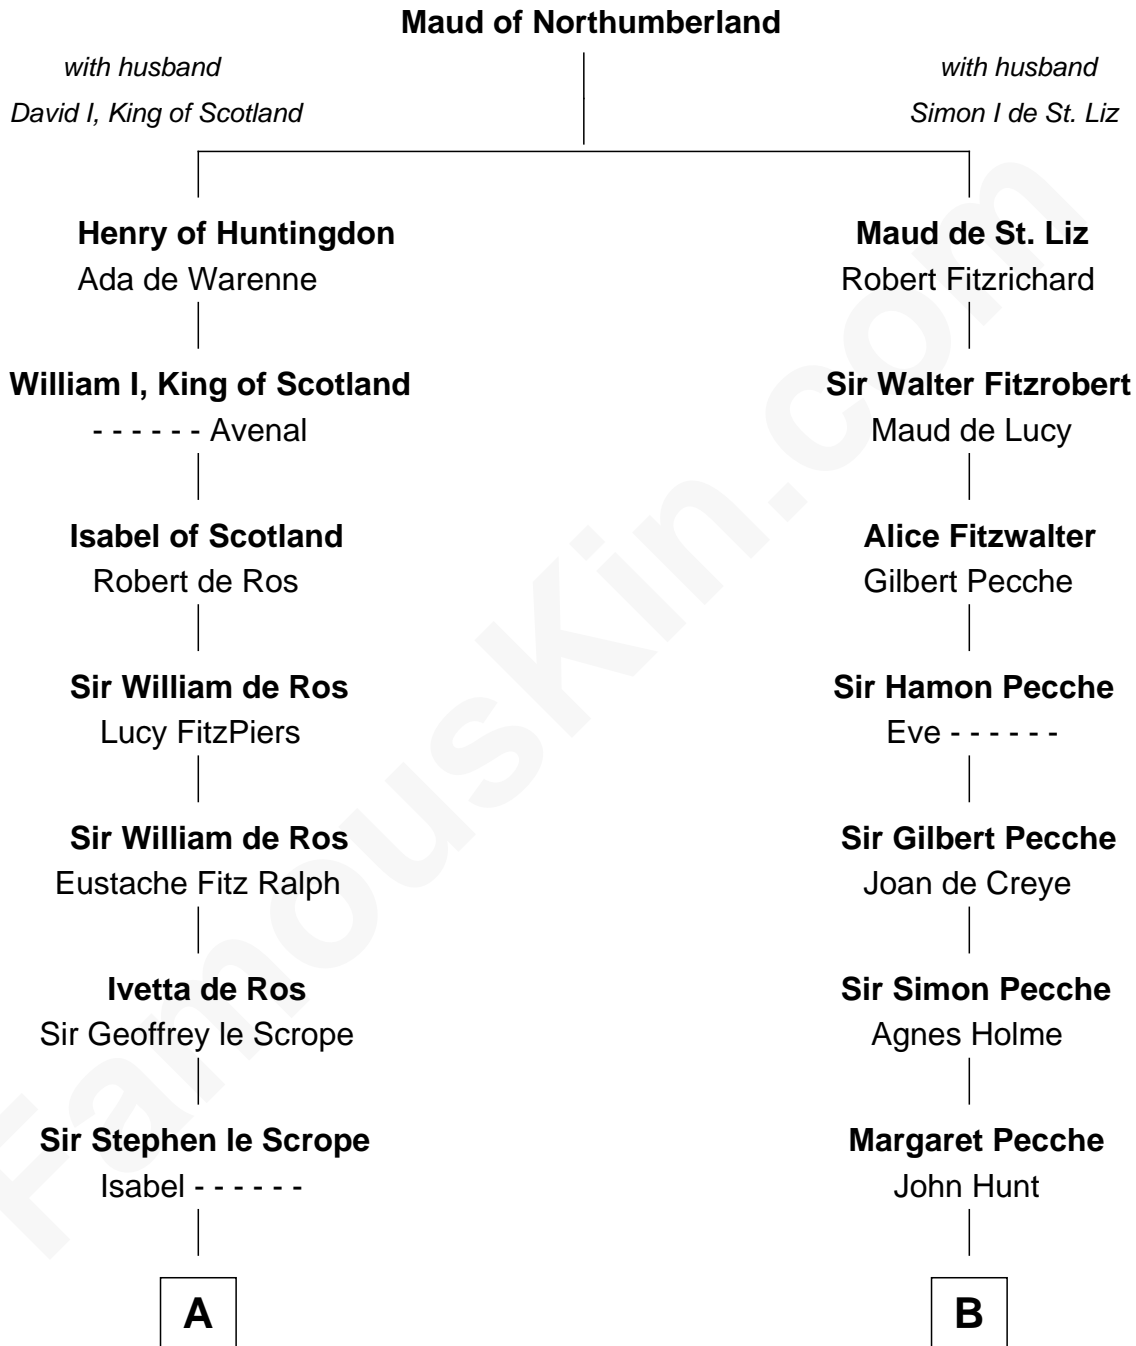 Maud of Northumberland
with husband
David I, King of Scotland
with husband
Simon I de St. Liz
Henry of Huntingdon
Ada de Warenne
Maud de St. Liz
Robert Fitzrichard
William I, King of Scotland
- - - - - - Avenal
Sir Walter Fitzrobert
Maud de Lucy
Isabel of Scotland
Robert de Ros
Alice Fitzwalter
Gilbert Pecche
Sir William de Ros
Lucy FitzPiers
Sir Hamon Pecche
Eve - - - - - -
Sir William de Ros
Eustache Fitz Ralph
Sir Gilbert Pecche
Joan de Creye
Ivetta de Ros
Sir Geoffrey le Scrope
Sir Simon Pecche
Agnes Holme
Sir Stephen le Scrope
Isabel - - - - - -
Margaret Pecche
John Hunt
A
B
FamousKin.com